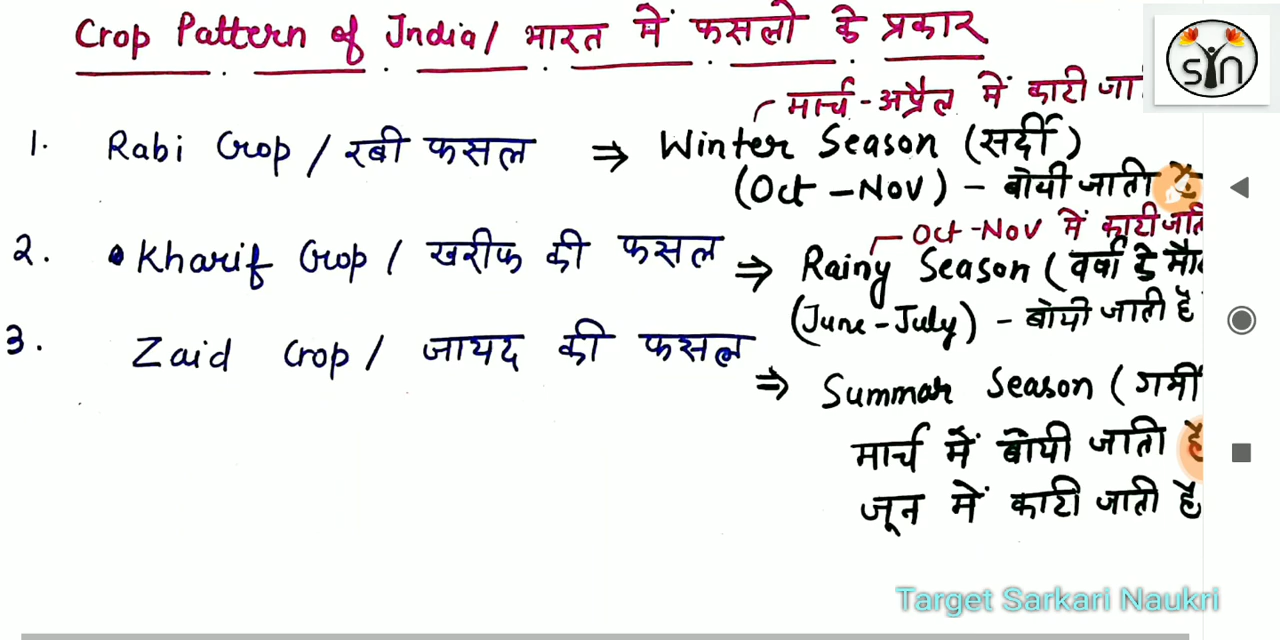 Crop Pattern of India/ भारत में फसलो के प्रकार
SYN
मार्च - अप्रैल में काटी
1. Rabi Crop / रबी फसल ⇒ Winter Season (सर्दी)
(Oct - Nov) - बोयी जाती
Oct - Nov में काटी जाति
2. Kharif Crop / खरीफ की फसल ⇒ Rainy Season (वर्षा के
(June - July) - बोयी जाती है
3. Zaid Crop / जायद की फसल ⇒ Summar Season (गर्मी
मार्च में बोयी जाति है
जून में काटी जाती है
Target Sarkari Naukri